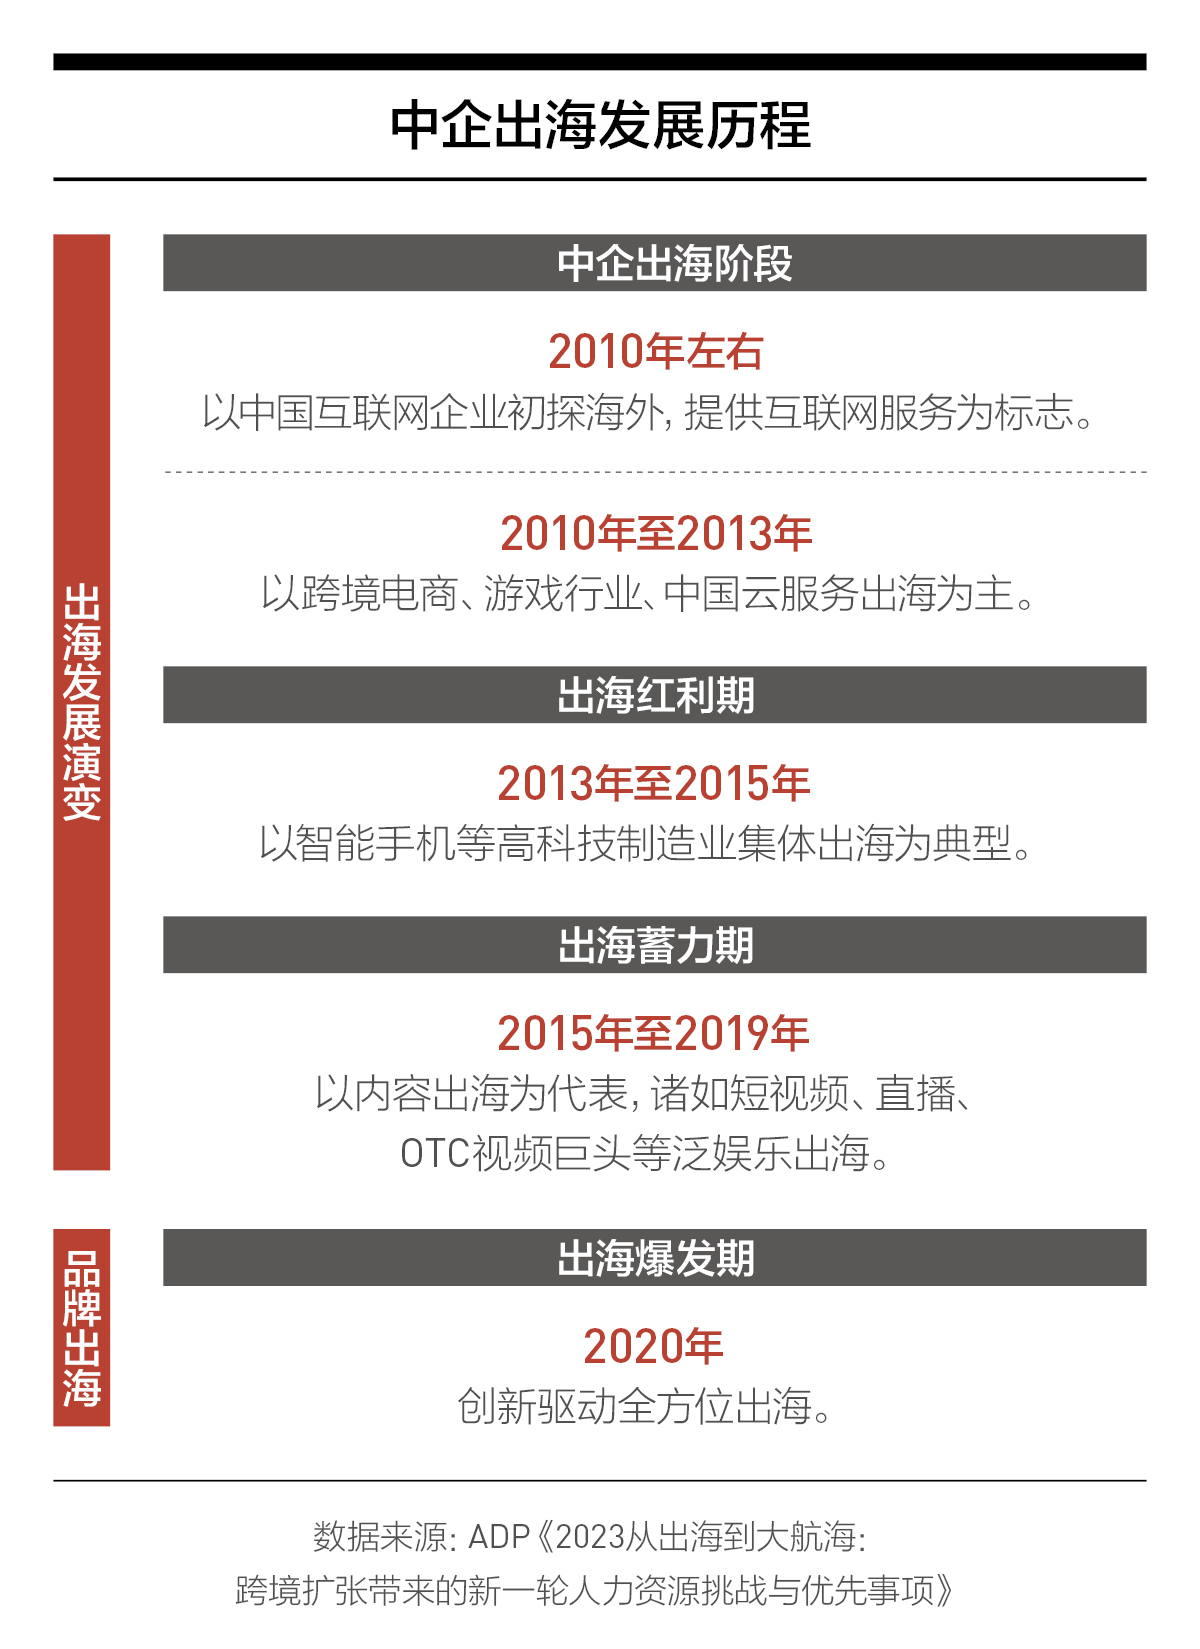 中企出海发展历程
出海发展演变
中企出海阶段
2010年左右
以中国互联网企业初探海外，提供互联网服务为标志。
2010年至2013年
以跨境电商、游戏行业、中国云服务出海为主。
出海红利期
2013年至2015年
以智能手机等高科技制造业集体出海为典型。
出海蓄力期
2015年至2019年
以内容出海为代表，诸如短视频、直播、
OTC视频巨头等泛娱乐出海。
品牌出海
出海爆发期
2020年
创新驱动全方位出海。
数据来源：ADP《2023从出海到大航海：
跨境扩张带来的新一轮人力资源挑战与优先事项》